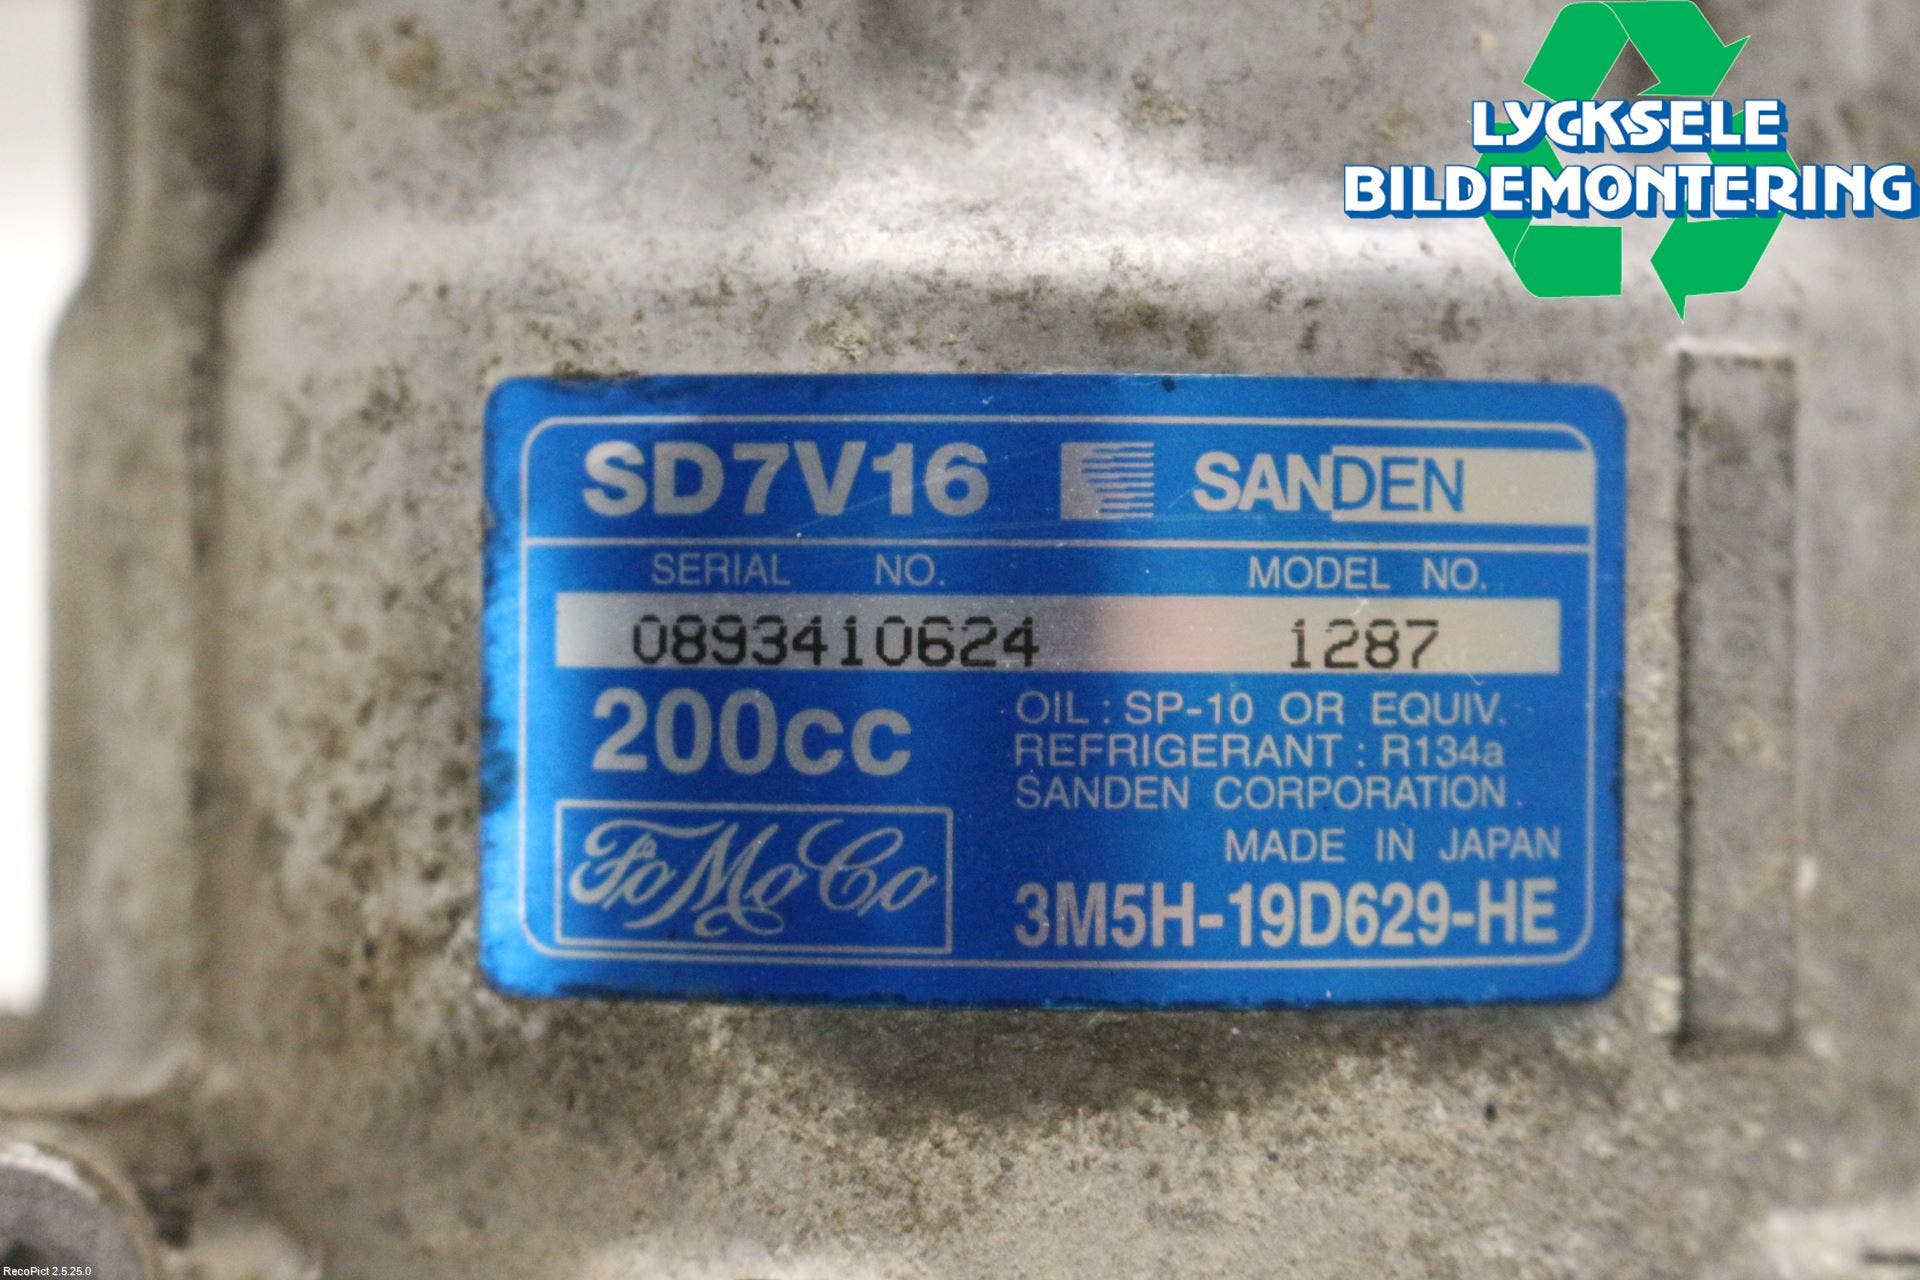 LYCKSELE
BILDEMONTERING
SD7V16 SANDEN
SERIAL NO. MODEL NO.
0893410624 1287
200cc
OIL : SP-10 OR EQUIV.
REFRIGERANT : R134a
SANDEN CORPORATION.
MADE IN JAPAN
FoMoCo
3M5H-19D629-HE
RecoPict 2.5.25.0